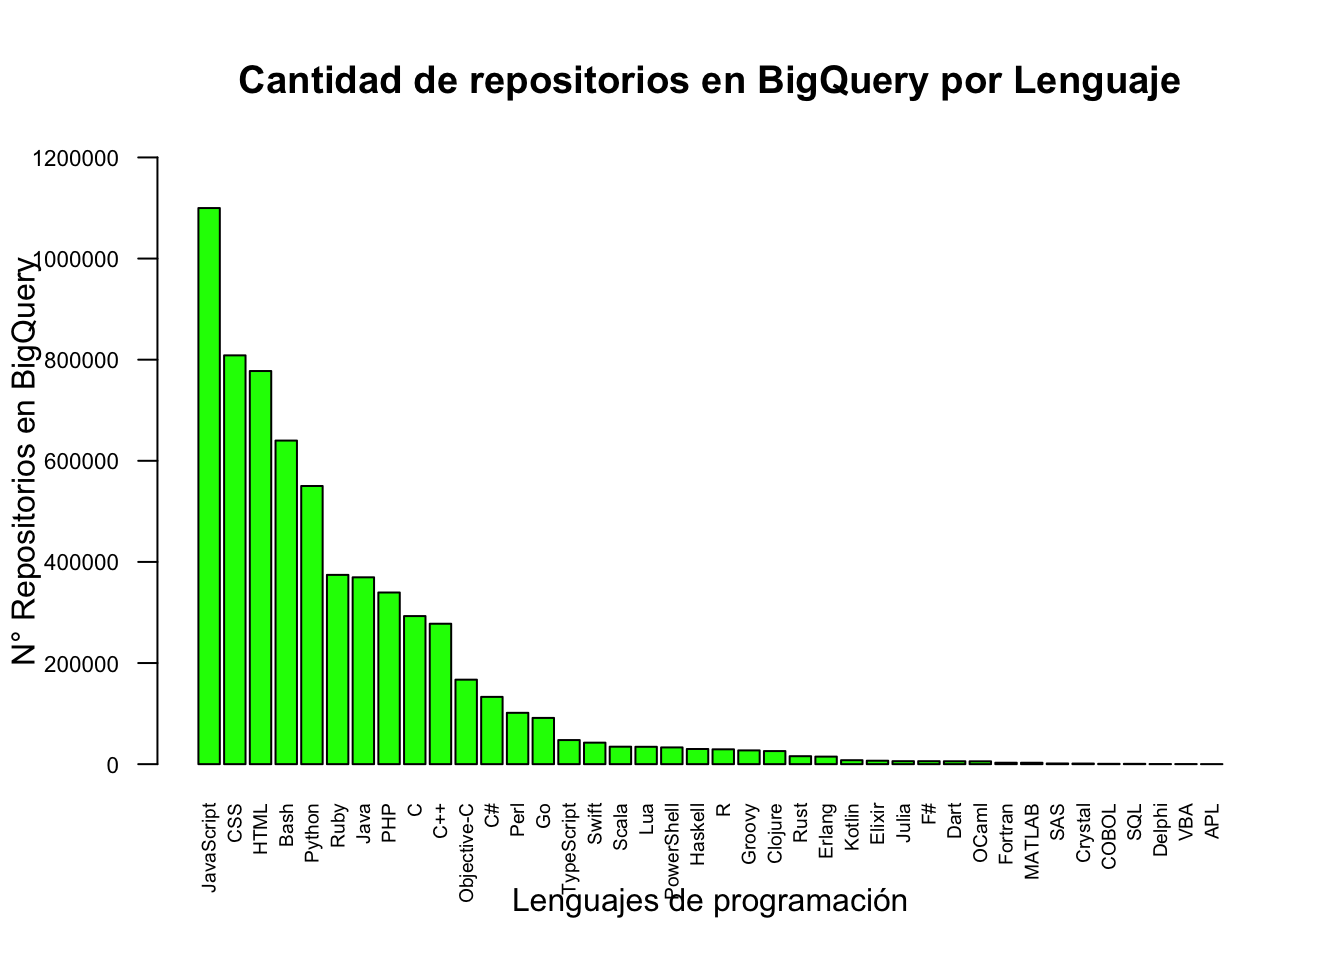 Cantidad de repositorios en BigQuery por Lenguaje
N° Repositorios en BigQuery
1200000
1000000
800000
600000
400000
200000
0
JavaScript
CSS
HTML
Bash
Python
Ruby
Java
PHP
C
C++
Objective-C
C#
Perl
Go
TypeScript
Swift
Scala
Lua
PowerShell
Haskell
R
Groovy
Clojure
Rust
Erlang
Kotlin
Elixir
Julia
F#
Dart
OCaml
Fortran
MATLAB
SAS
Crystal
COBOL
SQL
Delphi
VBA
APL
Lenguajes de programación